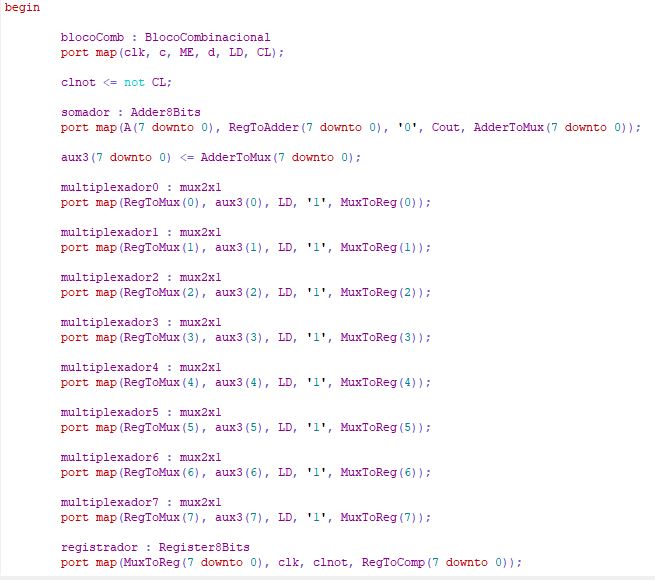 begin
blocoComb : BlocoCombinacional
port map(clk, c, ME, d, LD, CL);
clnot <= not CL;
somador : Adder8Bits
port map(A(7 downto 0), RegToAdder(7 downto 0), '0', Cout, AdderToMux(7 downto 0));
aux3(7 downto 0) <= AdderToMux(7 downto 0);
multiplexador0 : mux2x1
port map(RegToMux(0), aux3(0), LD, '1', MuxToReg(0));
multiplexador1 : mux2x1
port map(RegToMux(1), aux3(1), LD, '1', MuxToReg(1));
multiplexador2 : mux2x1
port map(RegToMux(2), aux3(2), LD, '1', MuxToReg(2));
multiplexador3 : mux2x1
port map(RegToMux(3), aux3(3), LD, '1', MuxToReg(3));
multiplexador4 : mux2x1
port map(RegToMux(4), aux3(4), LD, '1', MuxToReg(4));
multiplexador5 : mux2x1
port map(RegToMux(5), aux3(5), LD, '1', MuxToReg(5));
multiplexador6 : mux2x1
port map(RegToMux(6), aux3(6), LD, '1', MuxToReg(6));
multiplexador7 : mux2x1
port map(RegToMux(7), aux3(7), LD, '1', MuxToReg(7));
registrador : Register8Bits
port map(MuxToReg(7 downto 0), clk, clnot, RegToComp(7 downto 0));